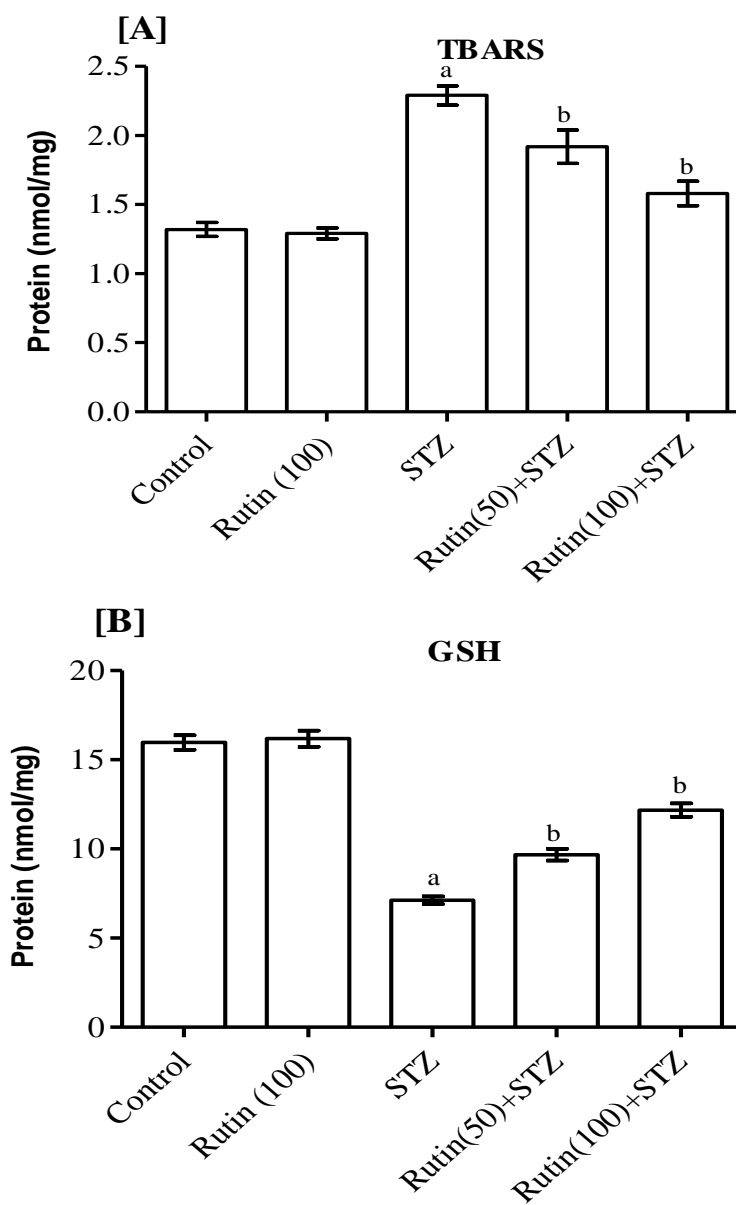 [A]
TBARS
Protein (nmol/mg)
2.5
2.0
1.5
1.0
0.5
0.0
a
b
b
Control
Rutin (100)
STZ
Rutin(50)+STZ
Rutin(100)+STZ
[B]
GSH
Protein (nmol/mg)
20
15
10
5
0
a
b
b
Control
Rutin (100)
STZ
Rutin(50)+STZ
Rutin(100)+STZ